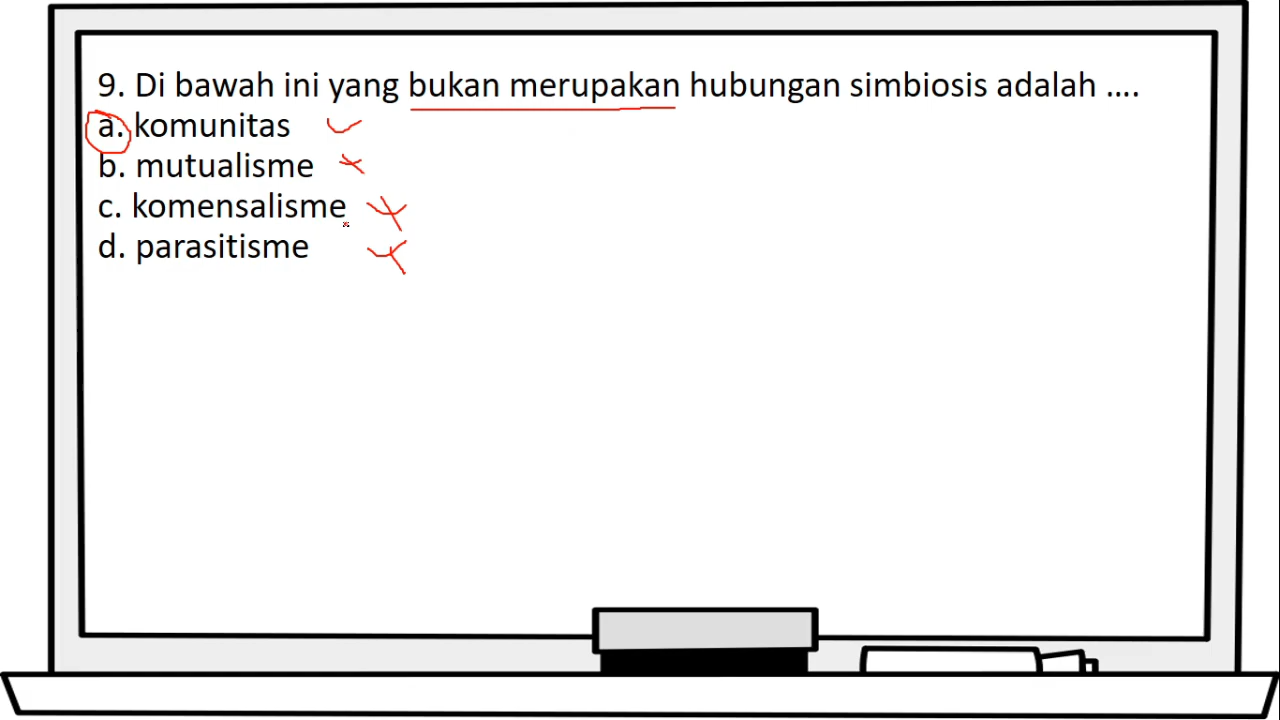 9. Di bawah ini yang bukan merupakan hubungan simbiosis adalah ....
a. komunitas
b. mutualisme
c. komensalisme
d. parasitisme